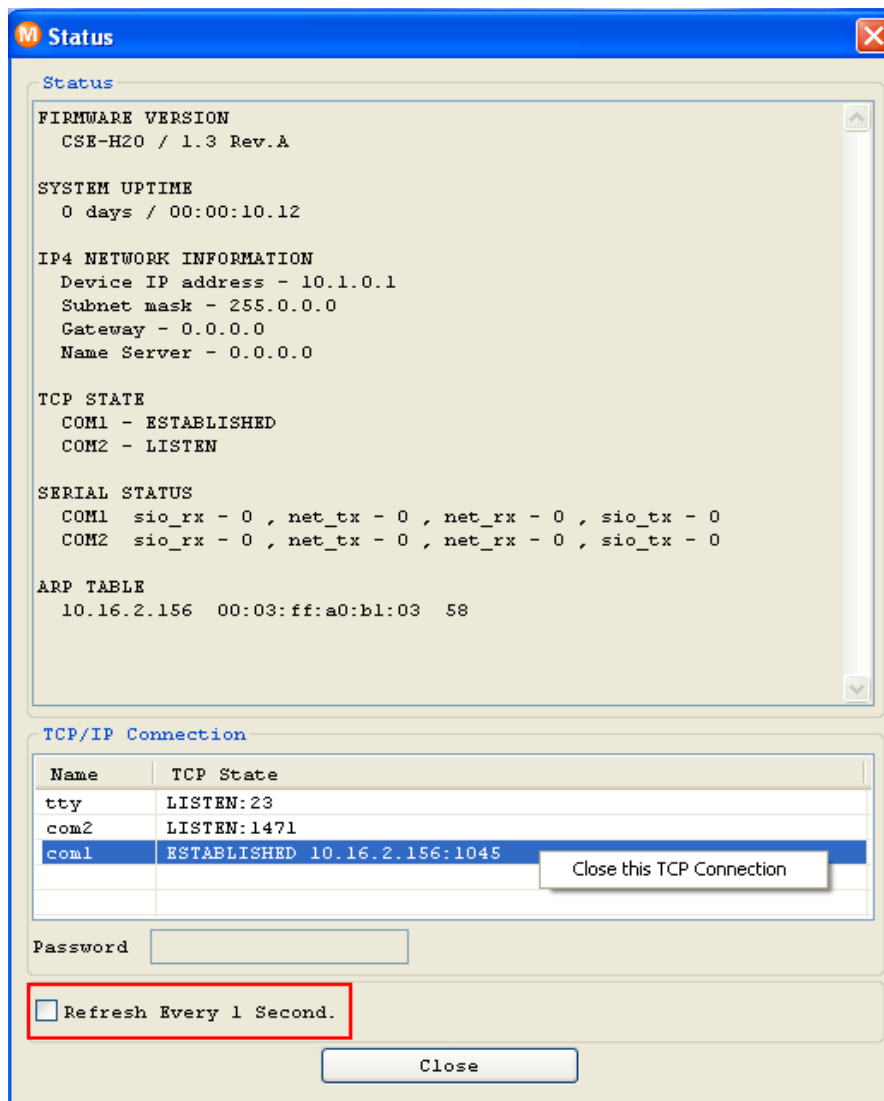 M Status
Status
FIRMWARE VERSION
CSE-H20 / 1.3 Rev.A
SYSTEM UPTIME
0 days / 00:00:10.12
IP4 NETWORK INFORMATION
Device IP address - 10.1.0.1
Subnet mask - 255.0.0.0
Gateway - 0.0.0.0
Name Server - 0.0.0.0
TCP STATE
COM1 - ESTABLISHED
COM2 - LISTEN
SERIAL STATUS
COM1  sio_rx - 0 , net_tx - 0 , net_rx - 0 , sio_tx - 0
COM2  sio_rx - 0 , net_tx - 0 , net_rx - 0 , sio_tx - 0
ARP TABLE
10.16.2.156  00:03:ff:a0:b1:03  58
TCP/IP Connection
Name TCP State
tty LISTEN:23
com2 LISTEN:1471
com1 ESTABLISHED 10.16.2.156:1045
Close this TCP Connection
Password
Refresh Every 1 Second.
Close